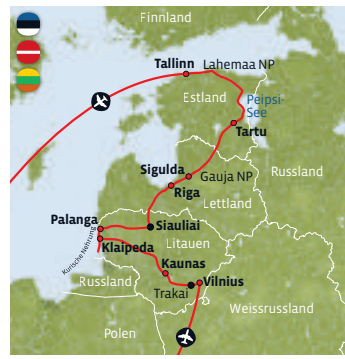 Finnland
Tallinn
Lahemaa NP
Estland
Peipsi-
See
Tartu
Sigulda
Gauja NP
Russland
Riga
Lettland
Palanga
Siauliai
Klaipeda
Litauen
Kurische Nehrung
Kaunas
Russland
Trakai
Vilnius
Weissrussland
Polen